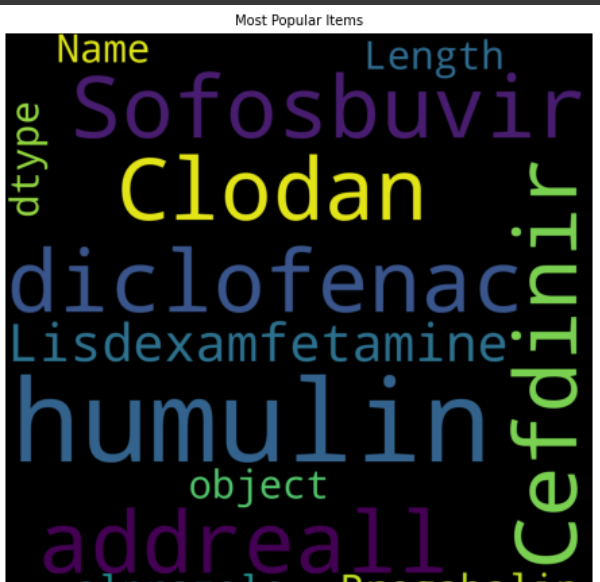 Most Popular Items
Name
Length
Sofosbuvir
dtype
Clodan
Cefdinir
diclofenac
Lisdexamfetamine
humulin
object
addreall